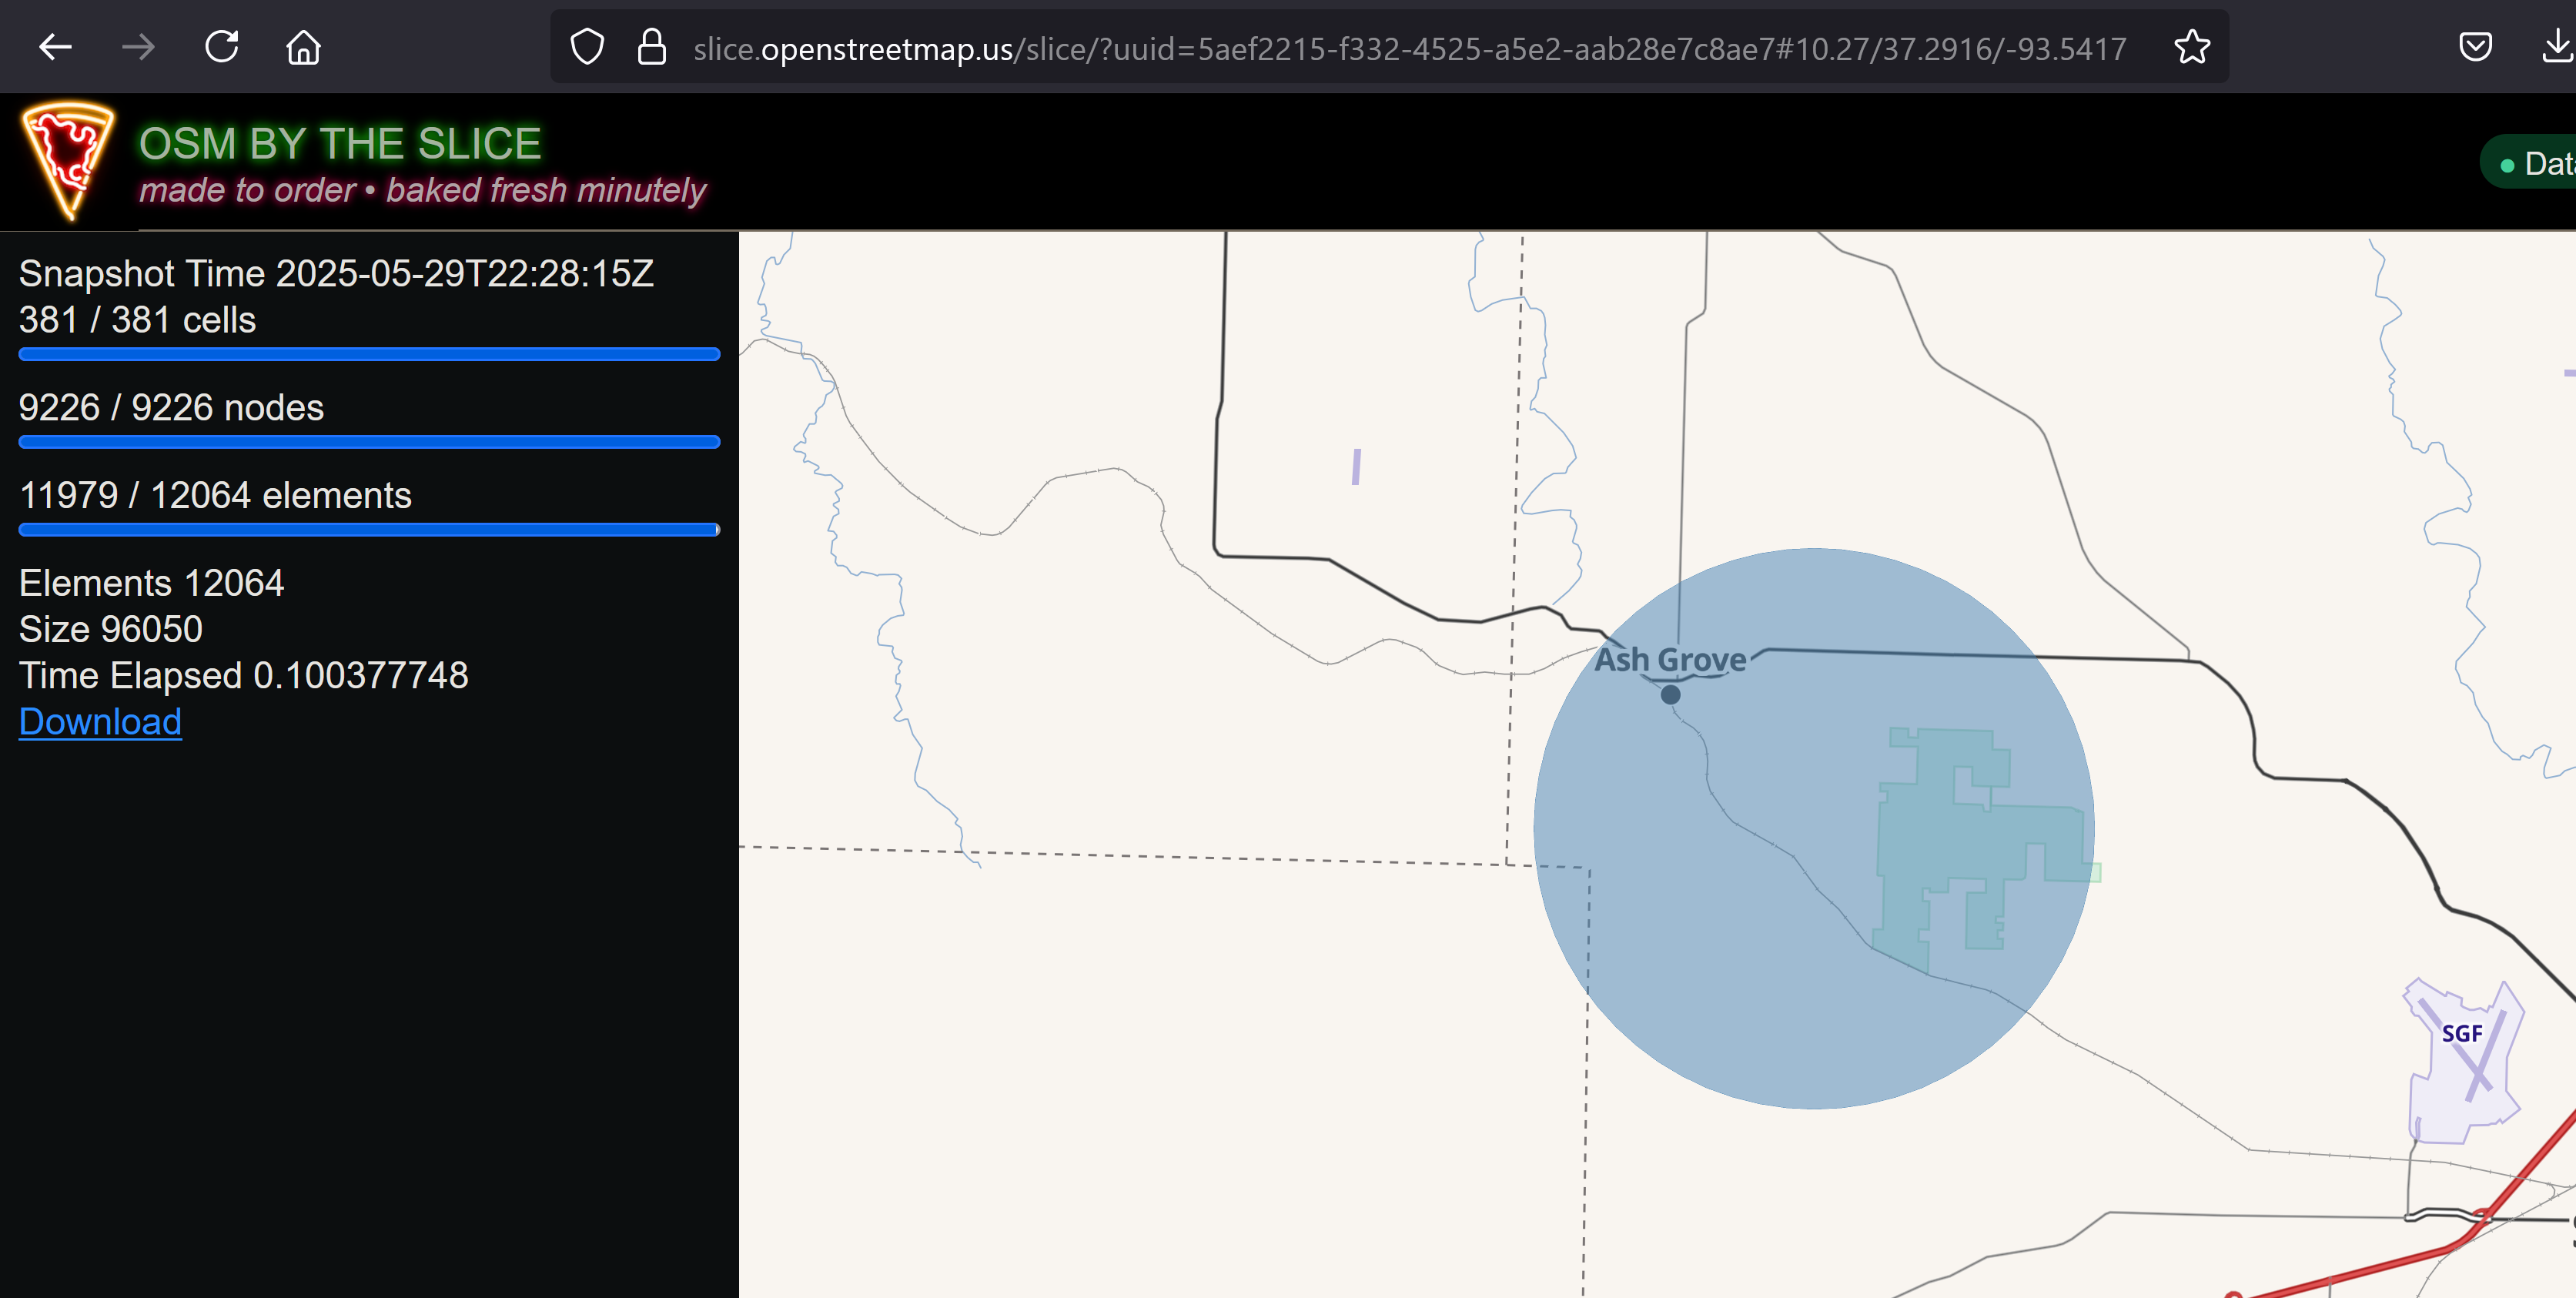 slice.openstreetmap.us/slice/?uuid=5aef2215-f332-4525-a5e2-aab28e7c8ae7#10.27/37.2916/-93.5417
OSM BY THE SLICE
made to order • baked fresh minutely
Snapshot Time 2025-05-29T22:28:15Z
381 / 381 cells
9226 / 9226 nodes
11979 / 12064 elements
Elements 12064
Size 96050
Time Elapsed 0.100377748
Download
Ash Grove
SGF